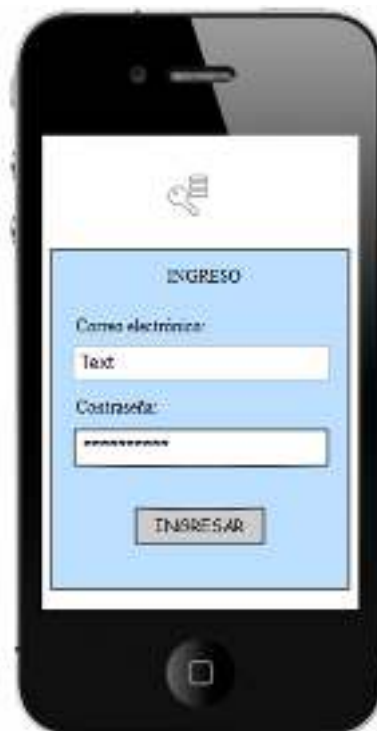 INGRESO
Correo electrónico:
Text
Contraseña:
**********
INGRESAR